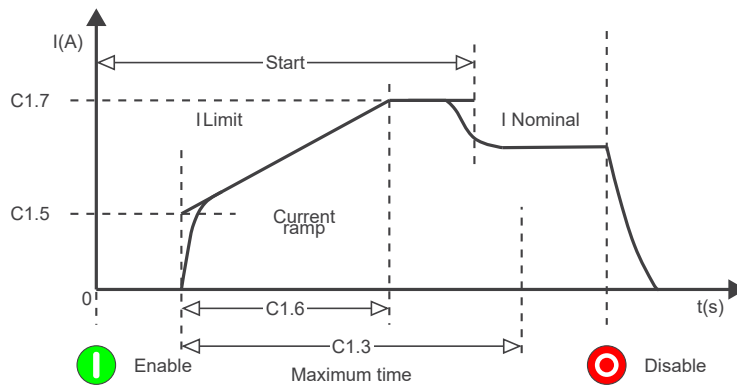 I(A)
Start
C1.7
I Limit
I Nominal
C1.5
Current
ramp
0
C1.6
t(s)
C1.3
Enable
Maximum time
Disable